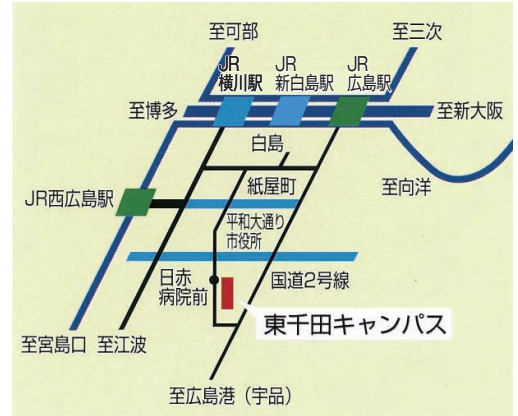 至可部
至三次
JR
横川駅
JR
新白島駅
JR
広島駅
至博多
至新大阪
白島
至向洋
JR西広島駅
紙屋町
平和大通り
市役所
日赤
病院前
国道2号線
東千田キャンパス
至宮島口
至江波
至広島港（宇品）